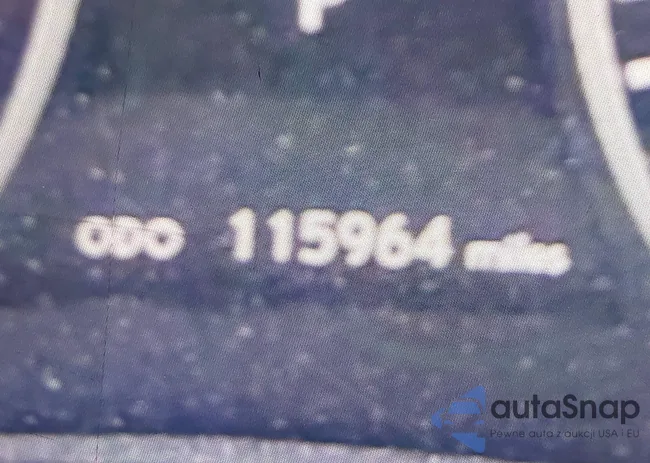 P
ODO 115964 miles
autaSnap
Pewne auta z aukcji USA i EU